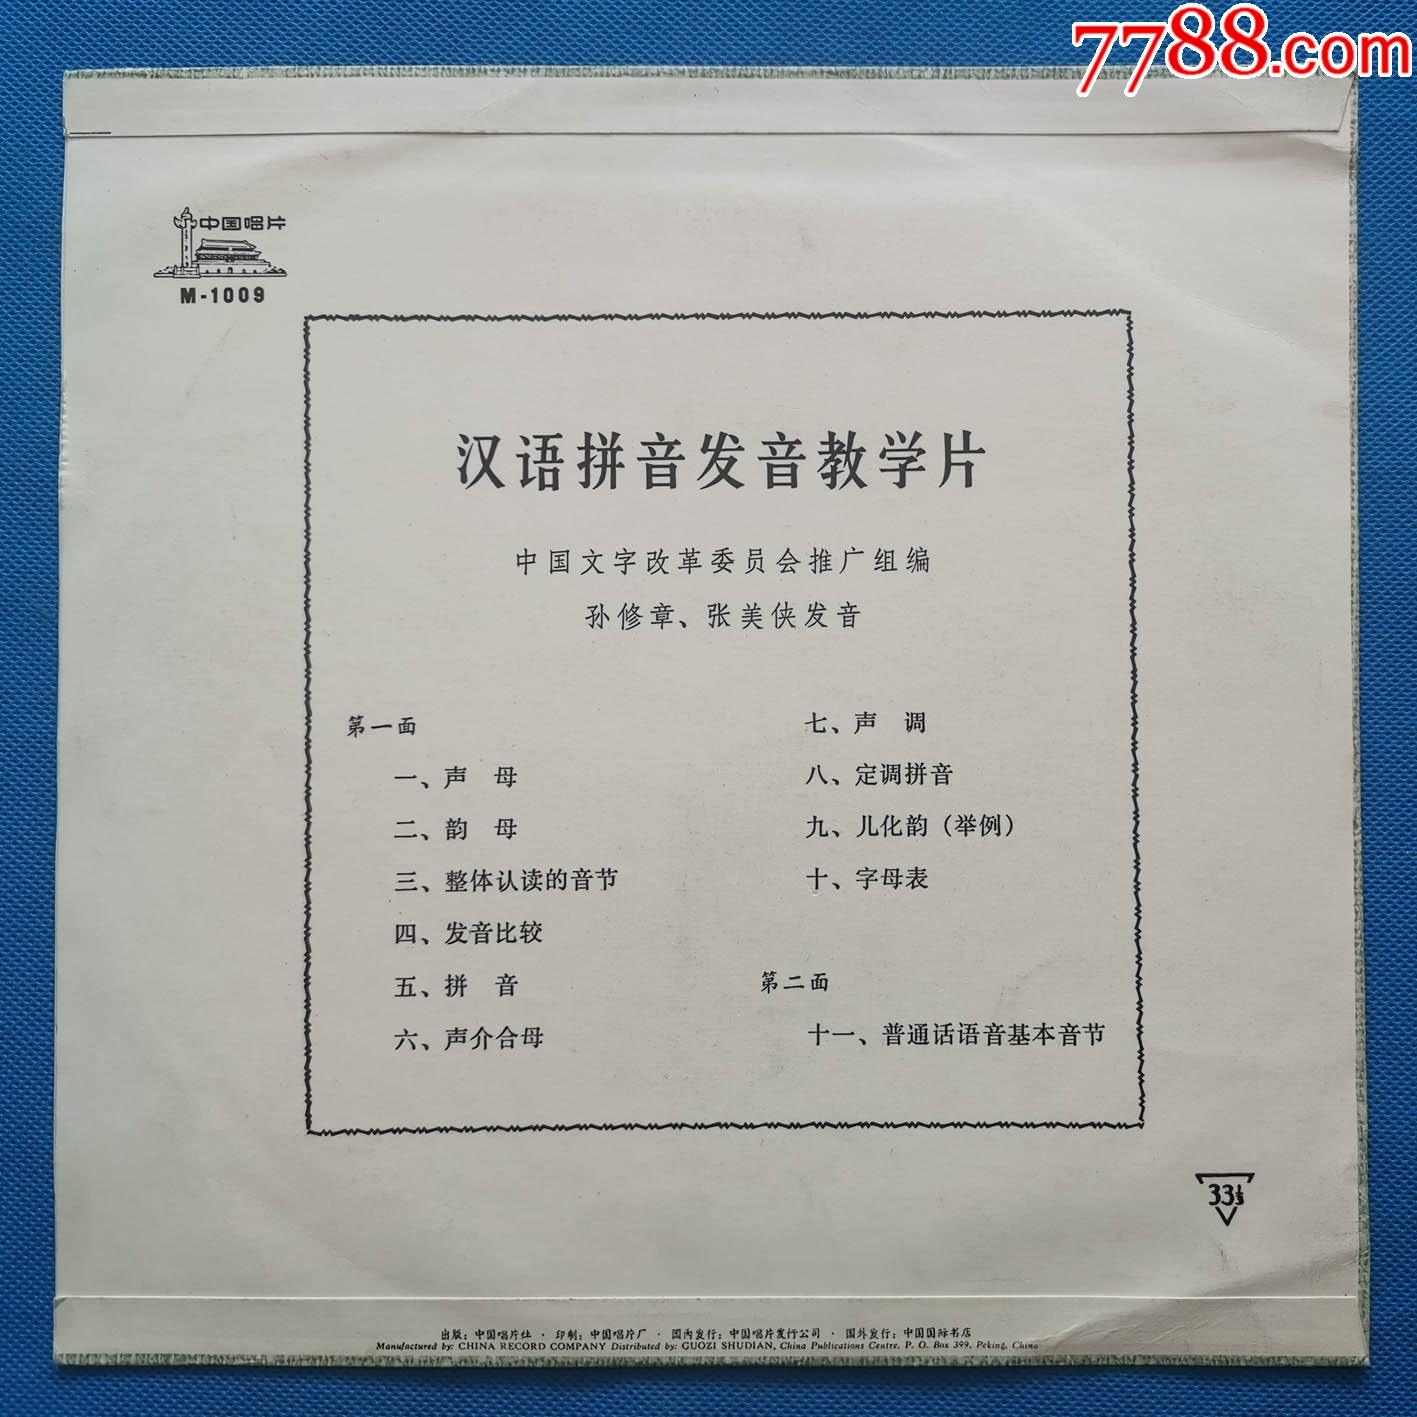 7788.com
中国唱片
M-1009
汉语拼音发音教学片
中国文字改革委员会推广组编
孙修章、张美侠发音
第一面
一、声 母
二、韵 母
三、整体认读的音节
四、发音比较
五、拼 音
六、声介合母
七、声 调
八、定调拼音
九、儿化韵（举例）
十、字母表
第二面
十一、普通话语音基本音节
33⅓
出版：中国唱片社 · 印制：中国唱片厂 · 国内发行：中国唱片发行公司 · 国外发行：中国国际书店
Manufactured by: CHINA RECORD COMPANY Distributed by: GUOZI SHUDIAN, China Publications Centre, P. O. Box 399, Peking, China